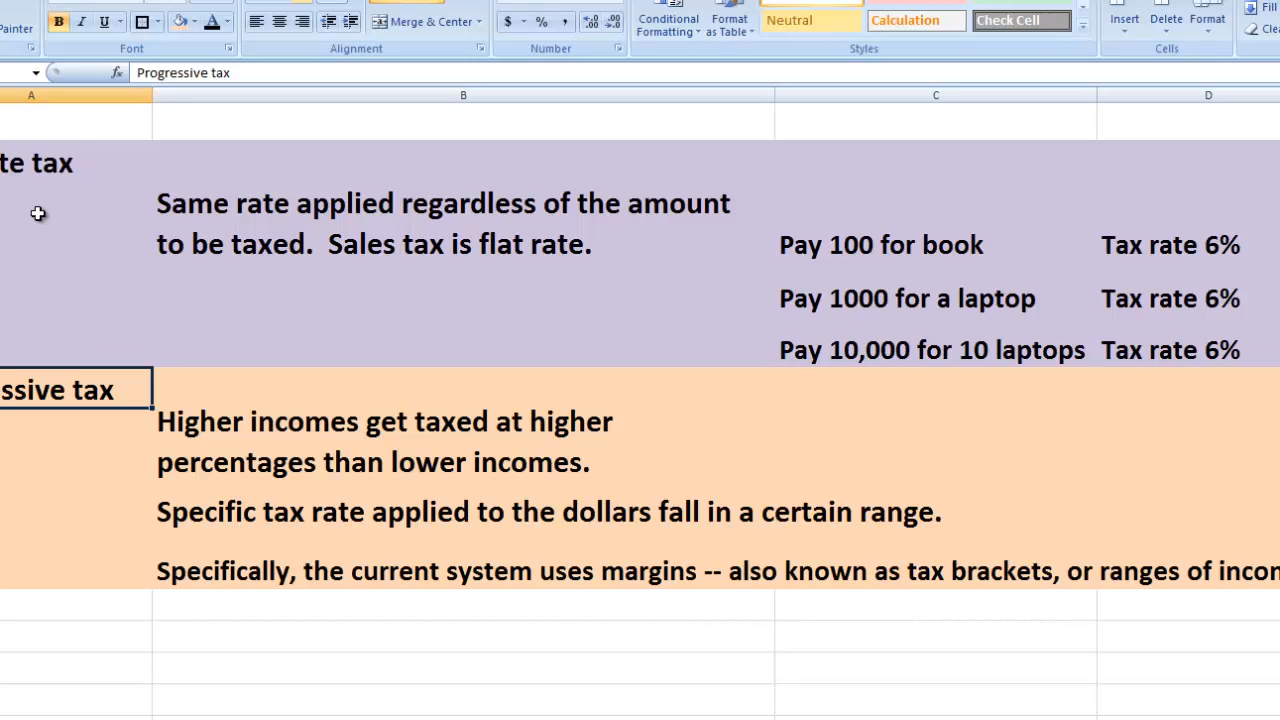 Painter
B I U
A
Merge & Center
$ % ,
Conditional
Formatting
Format
as Table
Neutral
Calculation
Check Cell
Insert
Delete
Format
Fill
Clea
Font
Alignment
Number
Styles
Cells
fx
Progressive tax
A
B
C
D
te tax
Same rate applied regardless of the amount
to be taxed.  Sales tax is flat rate.
Pay 100 for book
Tax rate 6%
Pay 1000 for a laptop
Tax rate 6%
Pay 10,000 for 10 laptops
Tax rate 6%
ssive tax
Higher incomes get taxed at higher
percentages than lower incomes.
Specific tax rate applied to the dollars fall in a certain range.
Specifically, the current system uses margins -- also known as tax brackets, or ranges of incom